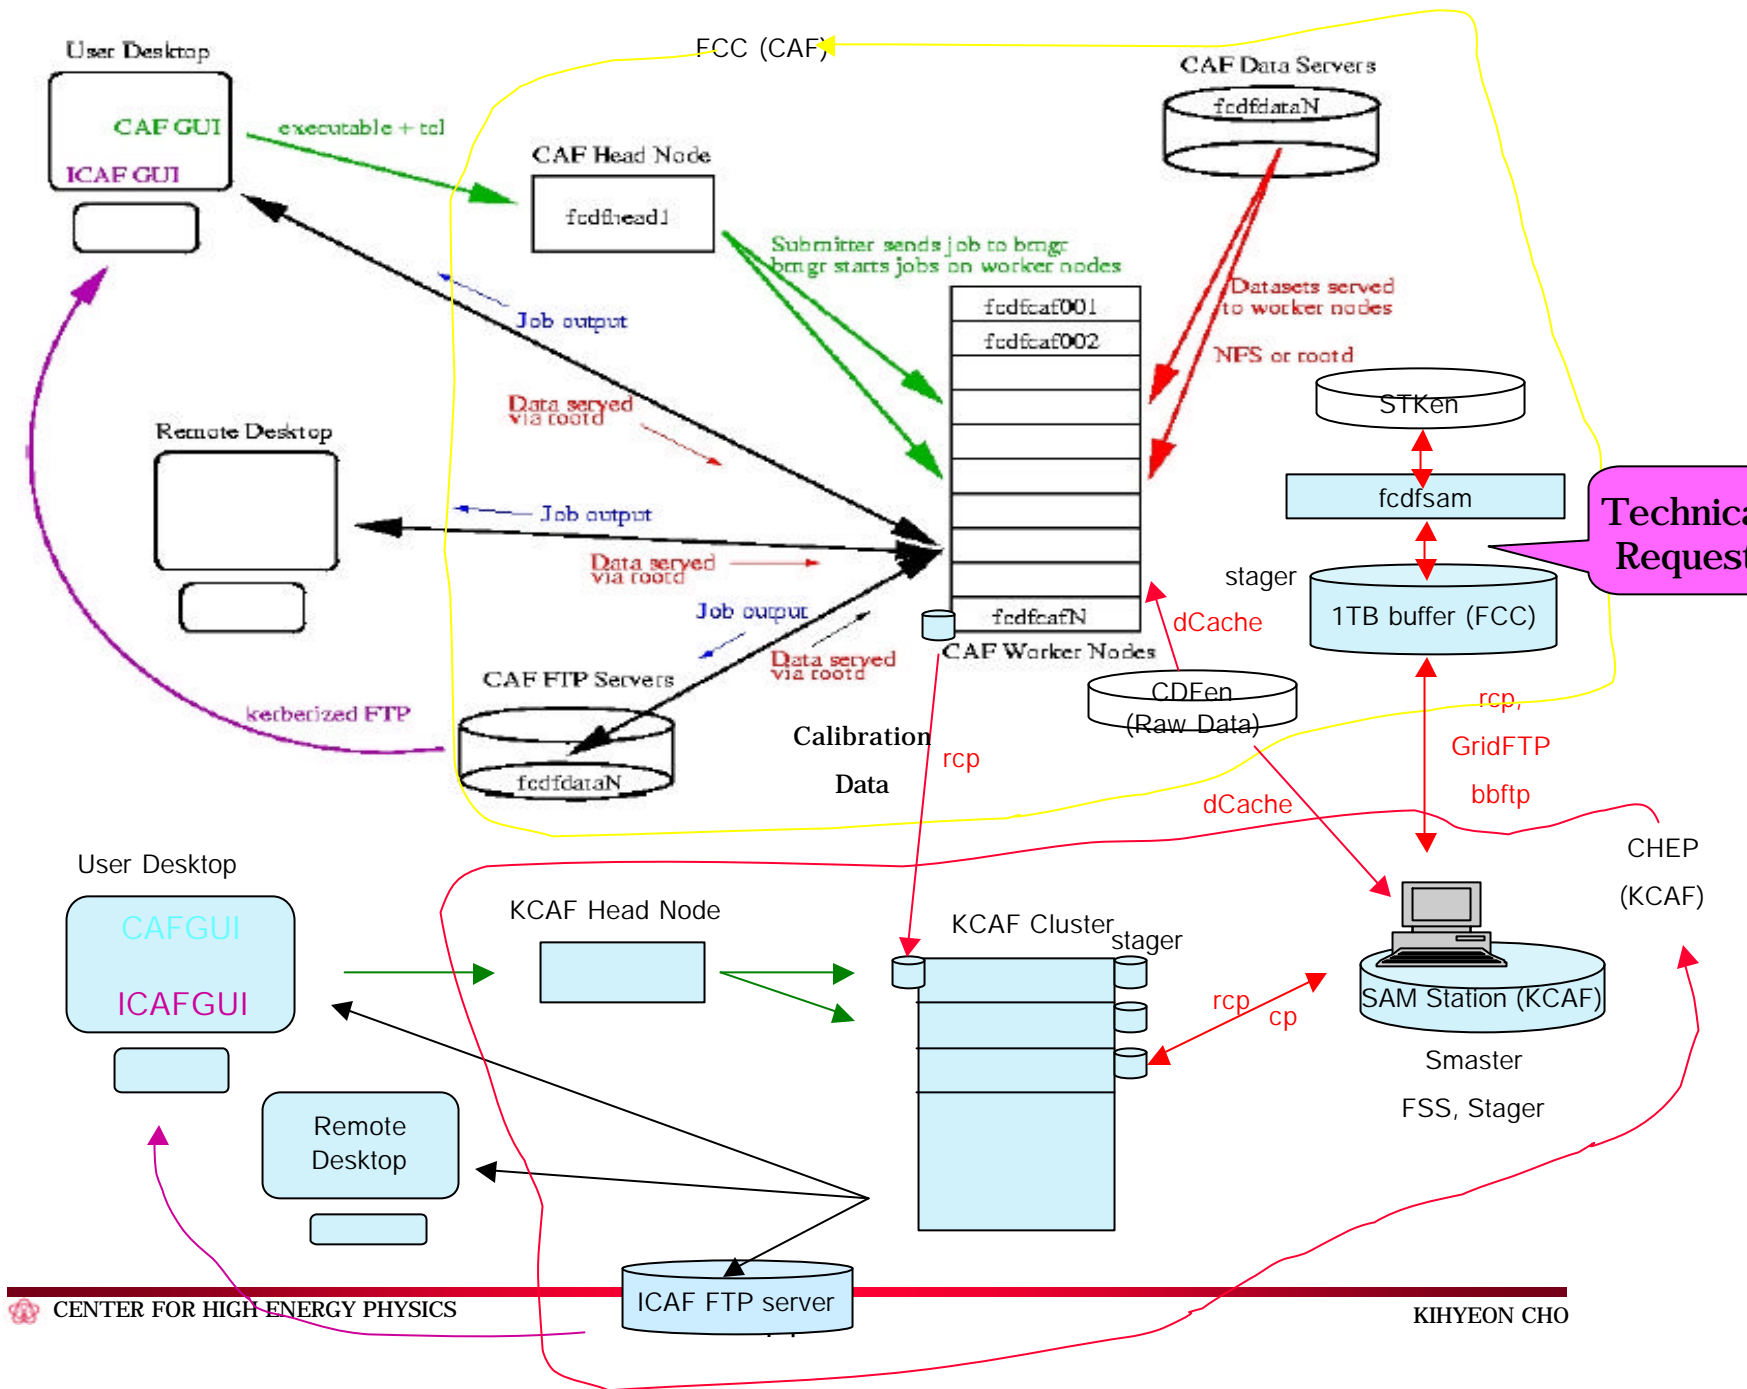 User Desktop
FCC (CAF)
CAF Data Servers
fcdfdataN
CAF GUI
executable + tcl
ICAF GUI
CAF Head Node
fcdfhead1
Submitter sends job to bmgr
bmgr starts jobs on worker nodes
Datasets served
to worker nodes
NFS or rootd
fcdfcaf001
fcdfcaf002
Job output
Data served
via rootd
STKen
Remote Desktop
fcdfsam
Technica
Request
Job output
Data served
via rootd
stager
1TB buffer (FCC)
Job output
fcdfcafN
dCache
CAF Worker Nodes
Data served
via rootd
CAF FTP Servers
CDFen
(Raw Data)
rcp,
GridFTP
bbftp
kerberized FTP
fcdfdataN
Calibration
Data
rcp
dCache
CHEP
(KCAF)
User Desktop
CAFGUI
ICAFGUI
KCAF Head Node
KCAF Cluster
stager
rcp
cp
SAM Station (KCAF)
Smaster
FSS, Stager
Remote
Desktop
ICAF FTP server
CENTER FOR HIGH ENERGY PHYSICS
KIHYEON CHO